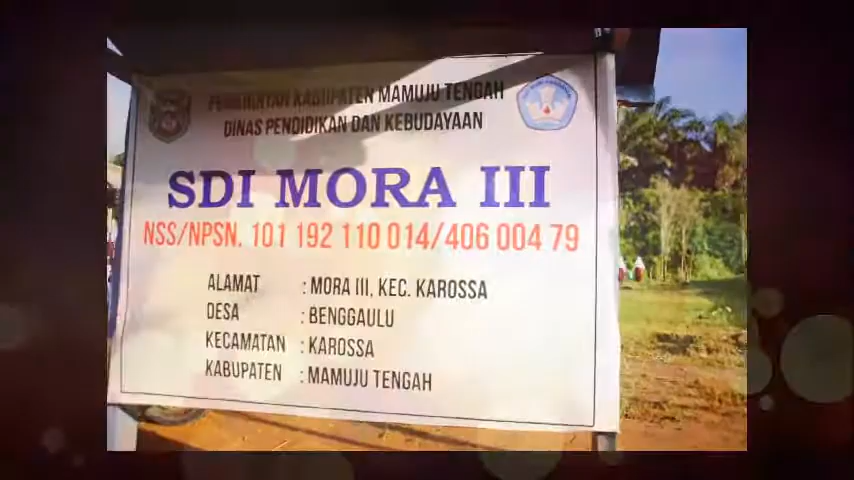 PEMERINTAH KABUPATEN MAMUJU TENGAH
DINAS PENDIDIKAN DAN KEBUDAYAAN
SDI MORA III
NSS/NPSN. 101 192 110 014/406 004 79
ALAMAT : MORA III, KEC. KAROSSA
DESA : BENGGAULU
KECAMATAN : KAROSSA
KABUPATEN : MAMUJU TENGAH